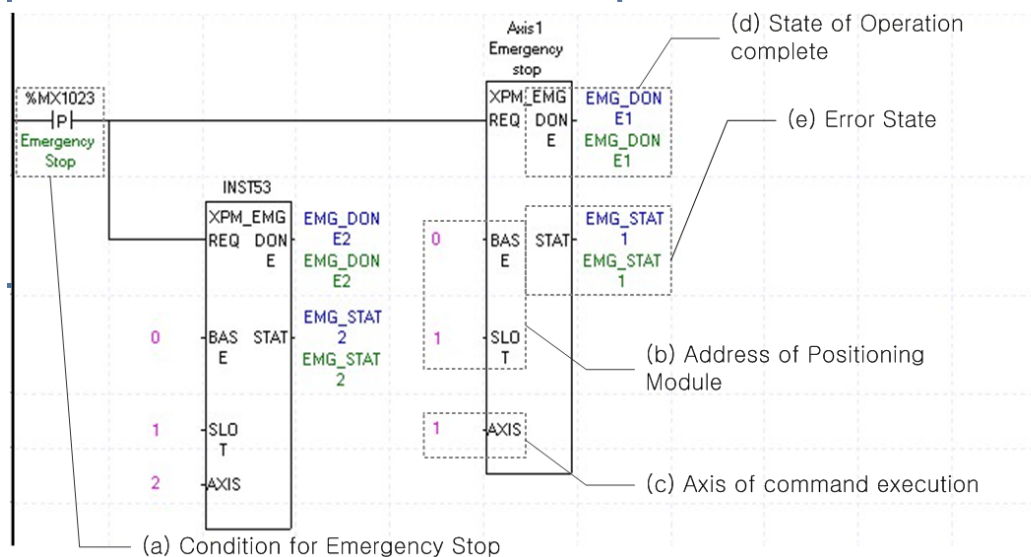 (d) State of Operation
complete
Axis1
Emergency
stop
%MX1023
P
Emergency
Stop
XPM_EMG
REQ DON
E
EMG_DON
E1
EMG_DON
E1
(e) Error State
INST53
XPM_EMG
REQ DON
E
EMG_DON
E2
EMG_DON
E2
0
BAS
E
STAT
EMG_STAT
1
EMG_STAT
1
0
BAS
E
STAT
EMG_STAT
2
EMG_STAT
2
1
SLO
T
(b) Address of Positioning
Module
1
SLO
T
1
AXIS
2
AXIS
(c) Axis of command execution
(a) Condition for Emergency Stop